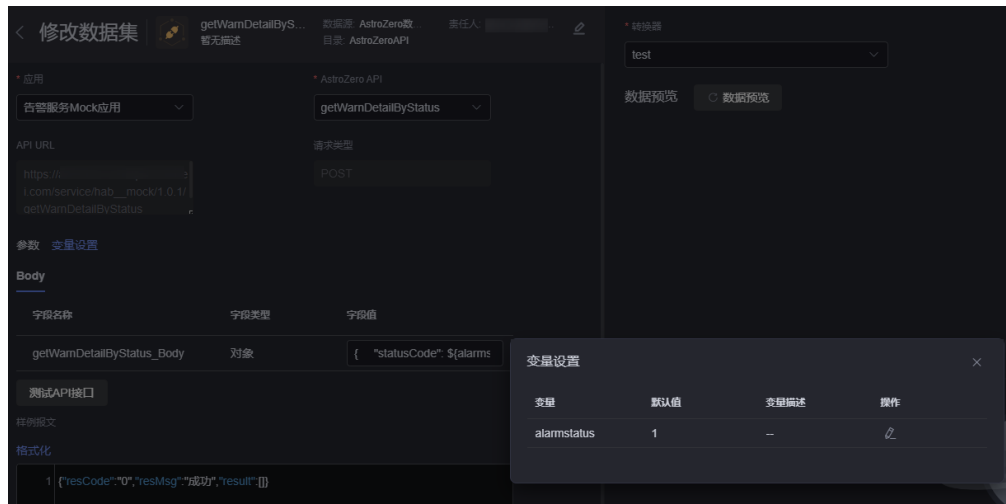 修改数据集
getWarnDetailByS...
暂无描述
数据源: AstroZero数...
目录: AstroZeroAPI
责任人:
* 应用
告警服务Mock应用
* AstroZero API
getWarnDetailByStatus
API URL
https://
i.com/service/hab__mock/1.0.1/
getWarnDetailByStatus
请求类型
POST
参数 变量设置
Body
字段名称 字段类型 字段值
getWarnDetailByStatus_Body 对象 { "statusCode": ${alarms
测试API接口
样例报文
格式化
1 {"resCode":"0","resMsg":"成功","result":[]}
* 转换器
test
数据预览 数据预览
变量设置
变量 默认值 变量描述 操作
alarmstatus 1 --